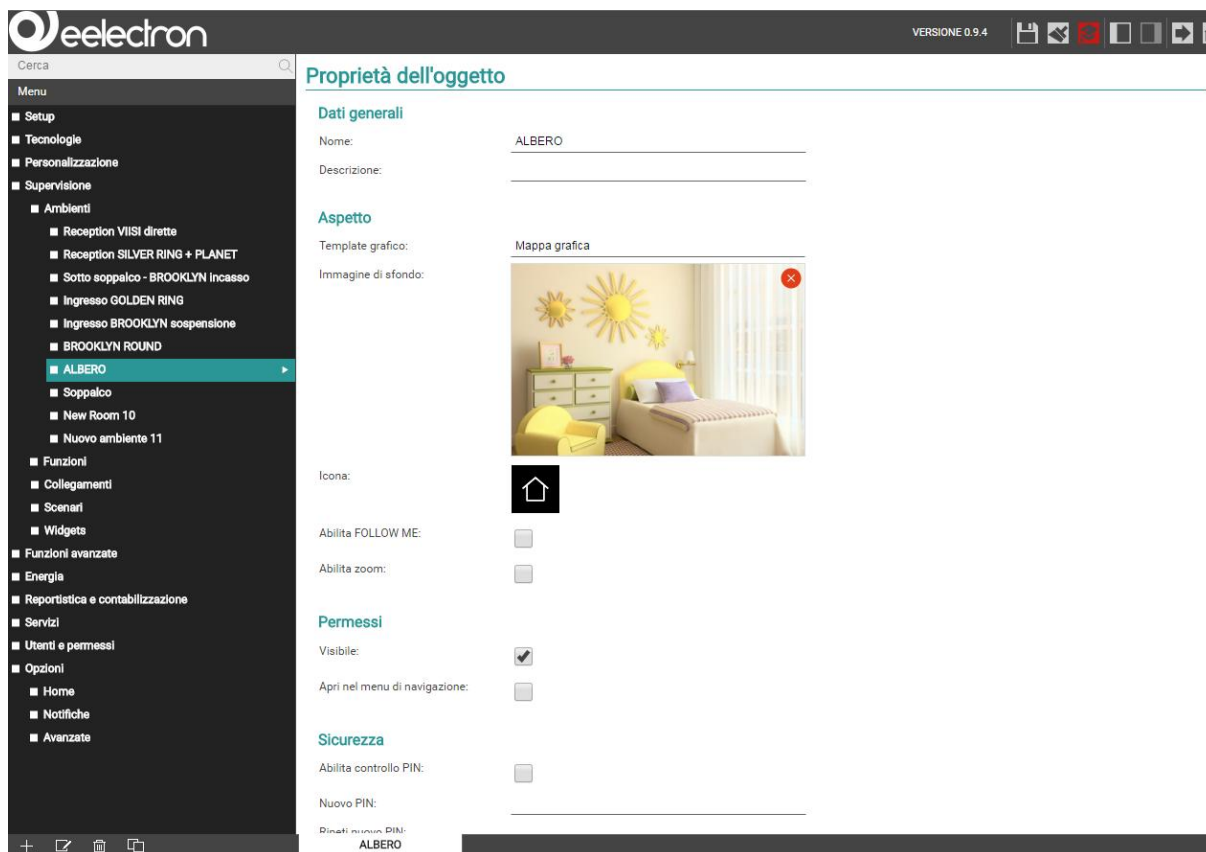 eelectron
VERSIONE 0.9.4
Cerca
Menu
Setup
Tecnologie
Personalizzazione
Supervisione
Ambienti
Reception VIISI dirette
Reception SILVER RING + PLANET
Sotto soppalco - BROOKLYN incasso
Ingresso GOLDEN RING
Ingresso BROOKLYN sospensione
BROOKLYN ROUND
ALBERO
Soppalco
New Room 10
Nuovo ambiente 11
Funzioni
Collegamenti
Scenari
Widgets
Funzioni avanzate
Energia
Reportistica e contabilizzazione
Servizi
Utenti e permessi
Opzioni
Home
Notifiche
Avanzate
Proprietà dell'oggetto
Dati generali
Nome: ALBERO
Descrizione:
Aspetto
Template grafico: Mappa grafica
Immagine di sfondo:
Icona:
Abilita FOLLOW ME:
Abilita zoom:
Permessi
Visibile:
Apri nel menu di navigazione:
Sicurezza
Abilita controllo PIN:
Nuovo PIN:
Ripeti nuovo PIN:
ALBERO